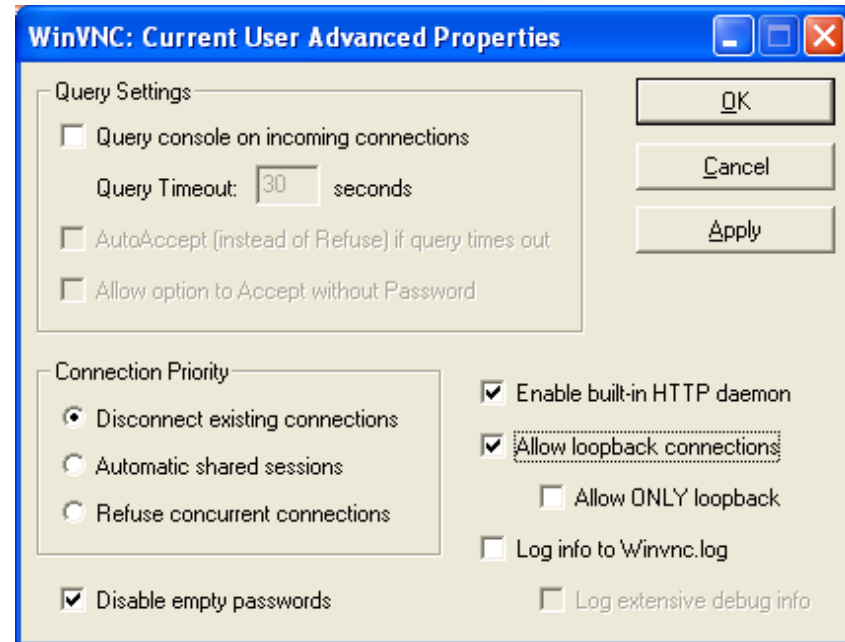 WinVNC: Current User Advanced Properties
Query Settings
Query console on incoming connections
Query Timeout: 30 seconds
AutoAccept (instead of Refuse) if query times out
Allow option to Accept without Password
OK
Cancel
Apply
Connection Priority
Disconnect existing connections
Automatic shared sessions
Refuse concurrent connections
Disable empty passwords
Enable built-in HTTP daemon
Allow loopback connections
Allow ONLY loopback
Log info to Winvnc.log
Log extensive debug info